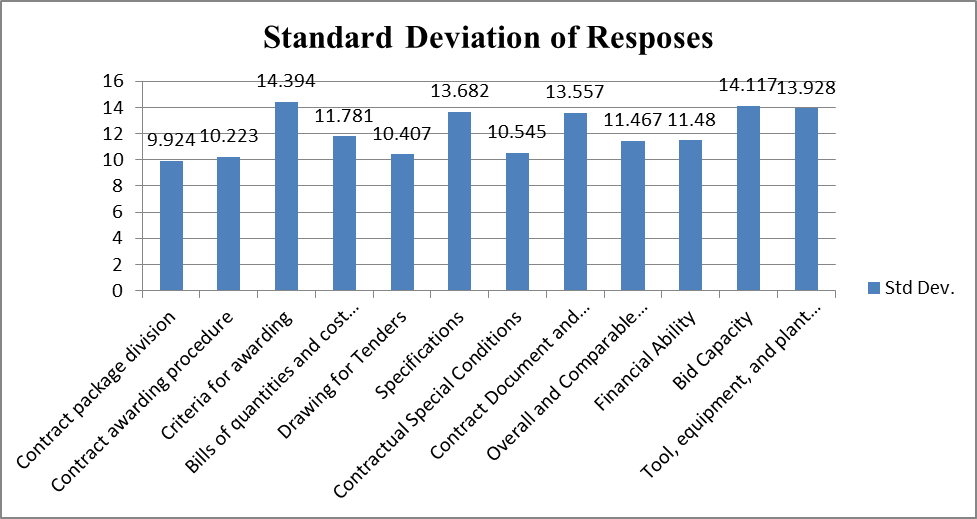 Standard Deviation of Resposes
16
14
12
10
8
6
4
2
0
9.924
10.223
14.394
11.781
10.407
13.682
10.545
13.557
11.467
11.48
14.117
13.928
Contract package division
Contract awarding procedure
Criteria for awarding
Bills of quantities and cost...
Drawing for Tenders
Specifications
Contractual Special Conditions
Contract Document and...
Overall and Comparable...
Financial Ability
Bid Capacity
Tool, equipment, and plant...
Std Dev.